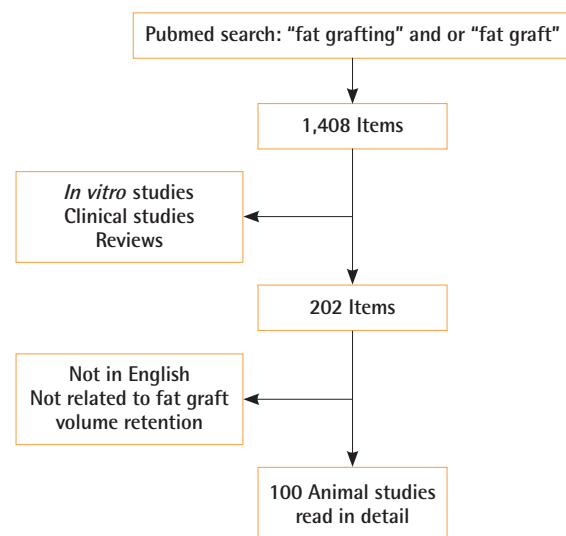 Pubmed search: “fat grafting” and or “fat graft”
1,408 Items
In vitro studies
Clinical studies
Reviews
202 Items
Not in English
Not related to fat graft
volume retention
100 Animal studies
read in detail